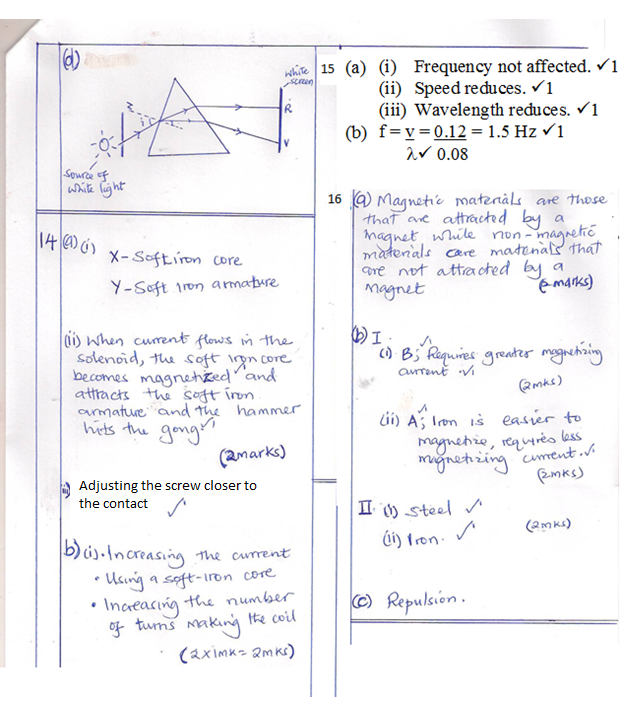 (d)
white
screen
i
r
R
V
Source of
white light
14 (a) (i)
X - Soft iron core
Y - Soft iron armature
(ii) When current flows in the
solenoid, the soft iron core
becomes magnetized ✓ and
attracts the soft iron
armature and the hammer
hits the gong ✓1
(2marks)
iii) Adjusting the screw closer to
the contact ✓
b) (i). Increasing the current
• Using a soft-iron core
• Increasing the number
of turns making the coil
(2x1mk = 2mks)
15 (a) (i) Frequency not affected. ✓1
(ii) Speed reduces. ✓1
(iii) Wavelength reduces. ✓1
(b) f = v = 0.12 = 1.5 Hz ✓1
λ✓ 0.08
16 (a) Magnetic materials are those
that are attracted by a
magnet while non-magnetic
materials are materials that
are not attracted by a
magnet
marks)
(b) I. ✓1
(i) B; Requires greater magnetizing
current ✓1
(2mks)
(ii) A; Iron is easier to
magnetize, requires less
magnetizing current. ✓1
(2mks)
II. (i) Steel ✓
(ii) Iron. ✓
(2mks)
(c) Repulsion.